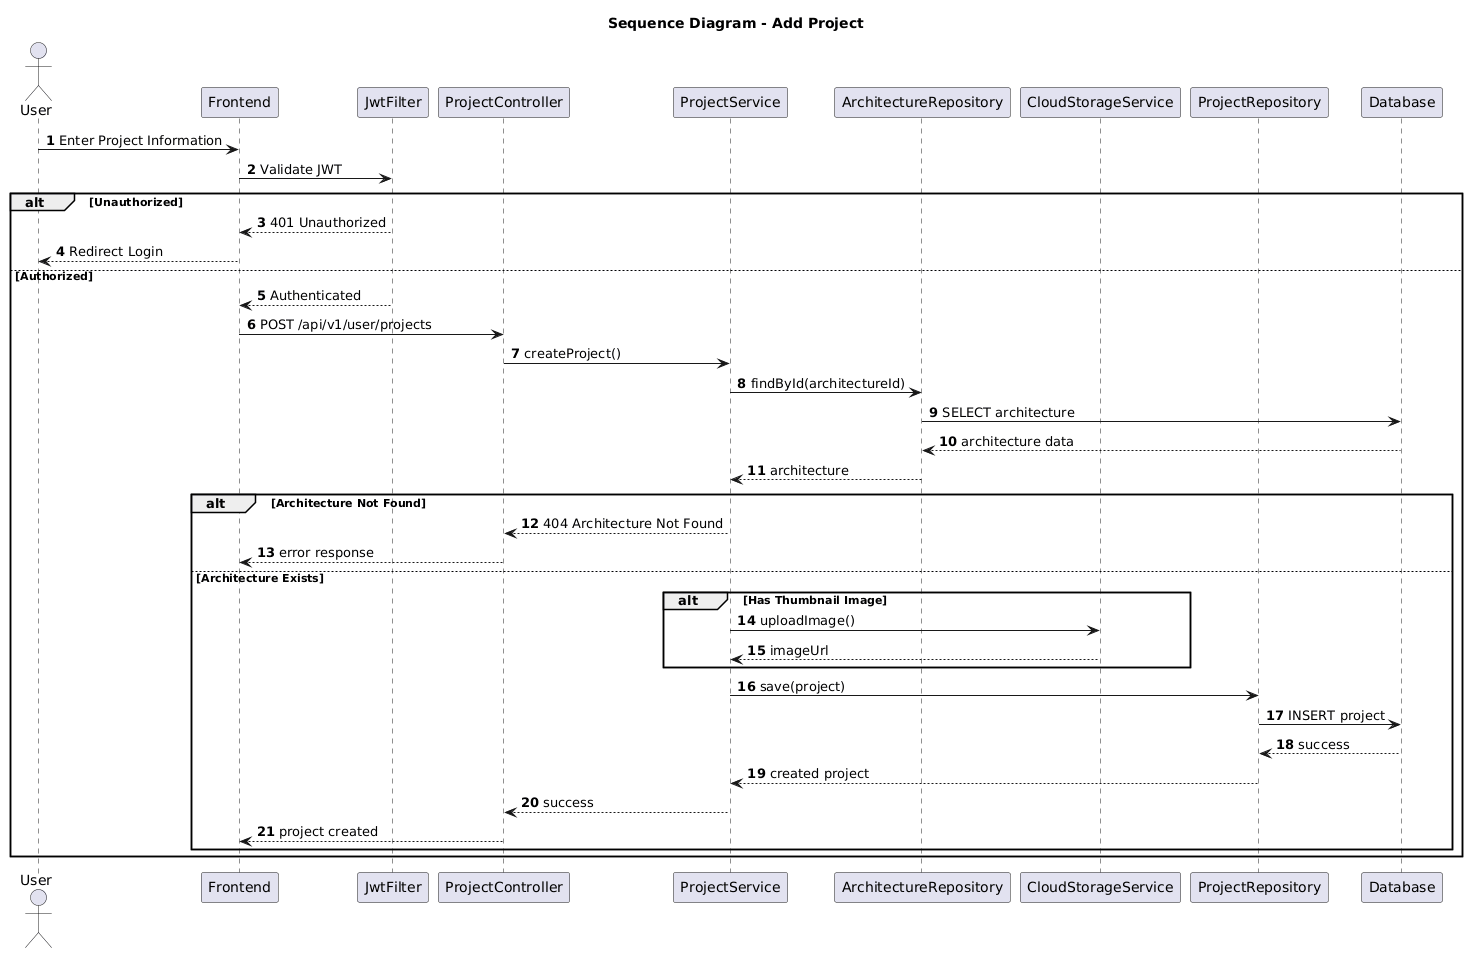 Sequence Diagram - Add Project
User
Frontend
JwtFilter
ProjectController
ProjectService
ArchitectureRepository
CloudStorageService
ProjectRepository
Database
1 Enter Project Information
2 Validate JWT
alt [Unauthorized]
3 401 Unauthorized
4 Redirect Login
[Authorized]
5 Authenticated
6 POST /api/v1/user/projects
7 createProject()
8 findById(architectureId)
9 SELECT architecture
10 architecture data
11 architecture
alt [Architecture Not Found]
12 404 Architecture Not Found
13 error response
[Architecture Exists]
alt [Has Thumbnail Image]
14 uploadImage()
15 imageUrl
16 save(project)
17 INSERT project
18 success
19 created project
20 success
21 project created
User
Frontend
JwtFilter
ProjectController
ProjectService
ArchitectureRepository
CloudStorageService
ProjectRepository
Database